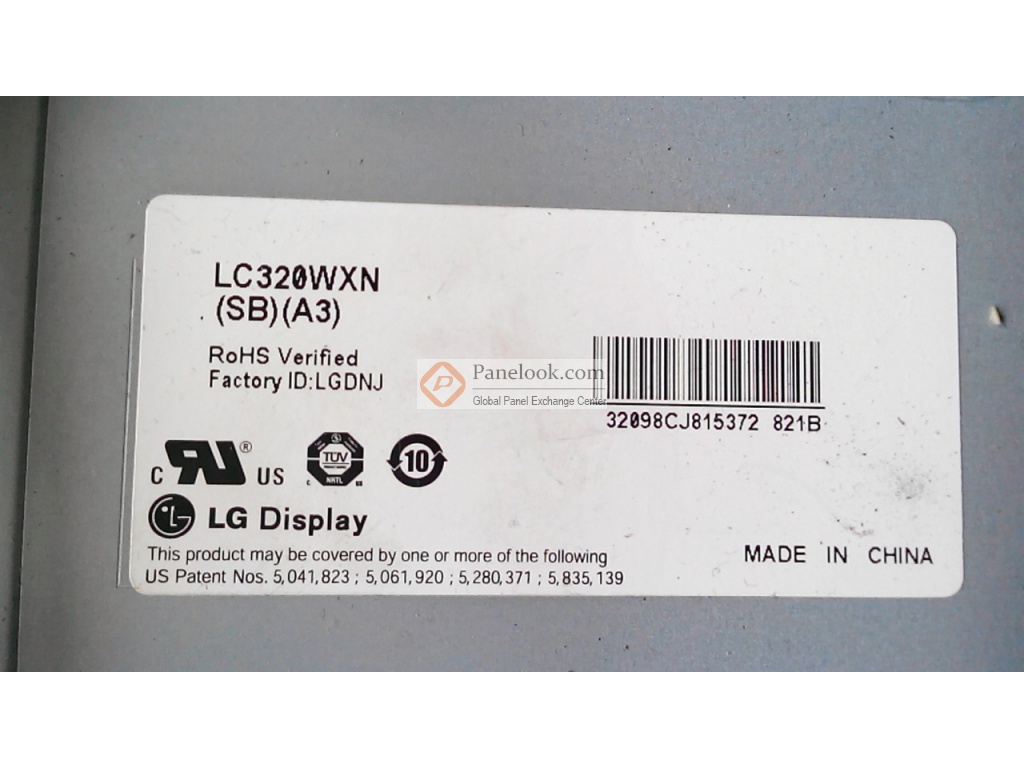 LC320WXN
(SB)(A3)
RoHS Verified
Factory ID:LGDNJ
Panelook.com
Global Panel Exchange Center
32098CJ815372 821B
C RU ® US
TÜV
C NRTL US
10
LG Display
This product may be covered by one or more of the following
US Patent Nos. 5,041,823 ; 5,061,920 ; 5,280,371 ; 5,835,139
MADE IN CHINA